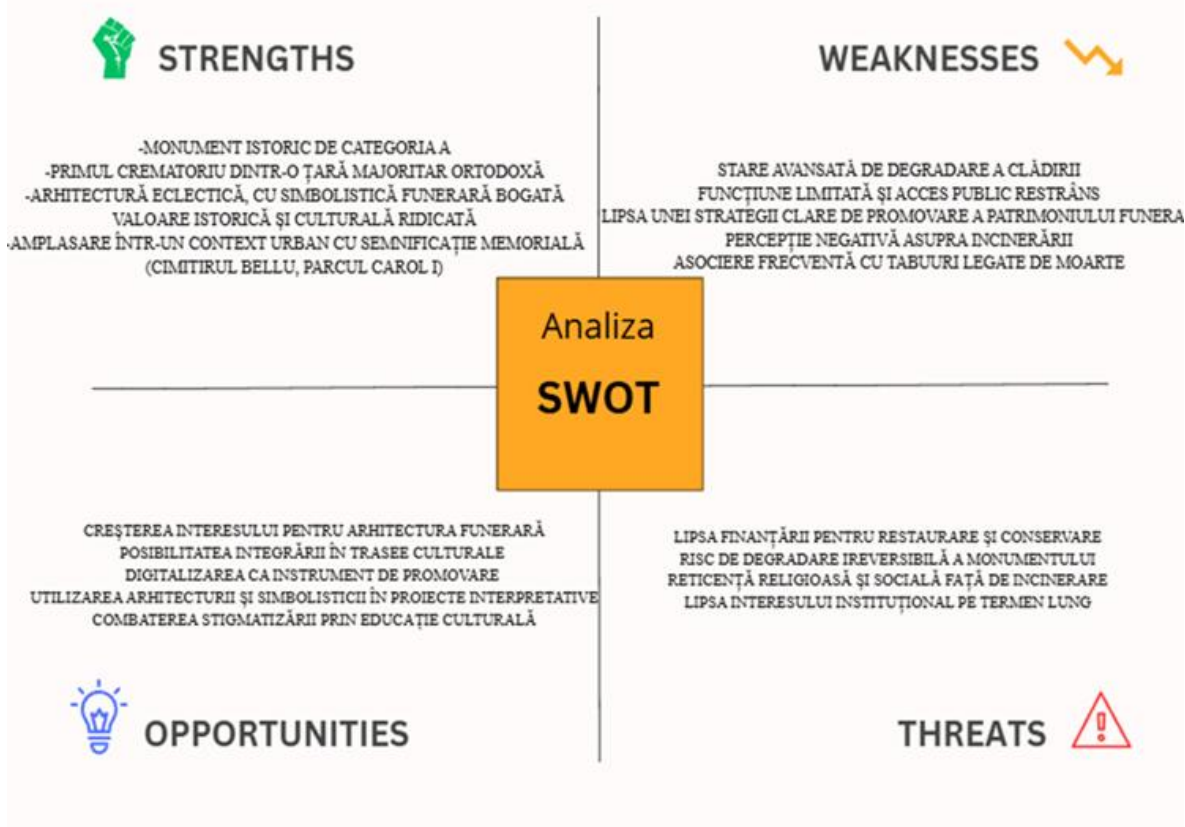 STRENGTHS
-MONUMENT ISTORIC DE CATEGORIA A
-PRIMUL CREMATORIU DINTR-O ȚARĂ MAJORITAR ORTODOXĂ
-ARHITECTURĂ ECLECTICĂ, CU SIMBOLISTICĂ FUNERARĂ BOGATĂ
VALOARE ISTORICĂ ȘI CULTURALĂ RIDICATĂ
-AMPLASARE ÎNTR-UN CONTEXT URBAN CU SEMNIFICAȚIE MEMORIALĂ
(CIMITIRUL BELLU, PARCUL CAROL I)
WEAKNESSES
STARE AVANSATĂ DE DEGRADARE A CLĂDIRII
FUNCȚIUNE LIMITATĂ ȘI ACCES PUBLIC RESTRÂNS
LIPSA UNEI STRATEGII CLARE DE PROMOVARE A PATRIMONIULUI FUNERA
PERCEPȚIE NEGATIVĂ ASUPRA INCINERĂRII
ASOCIERE FRECVENTĂ CU TABUURI LEGATE DE MOARTE
Analiza
SWOT
CREȘTEREA INTERESULUI PENTRU ARHITECTURA FUNERARĂ
POSIBILITATEA INTEGRĂRII ÎN TRASEE CULTURALE
DIGITALIZAREA CA INSTRUMENT DE PROMOVARE
UTILIZAREA ARHITECTURII ȘI SIMBOLISTICII ÎN PROIECTE INTERPRETATIVE
COMBATEREA STIGMATIZĂRII PRIN EDUCAȚIE CULTURALĂ
OPPORTUNITIES
LIPSA FINANȚĂRII PENTRU RESTAURARE ȘI CONSERVARE
RISC DE DEGRADARE IREVERSIBILĂ A MONUMENTULUI
RETICENȚĂ RELIGIOASĂ ȘI SOCIALĂ FAȚĂ DE INCINERARE
LIPSA INTERESULUI INSTITUȚIONAL PE TERMEN LUNG
THREATS